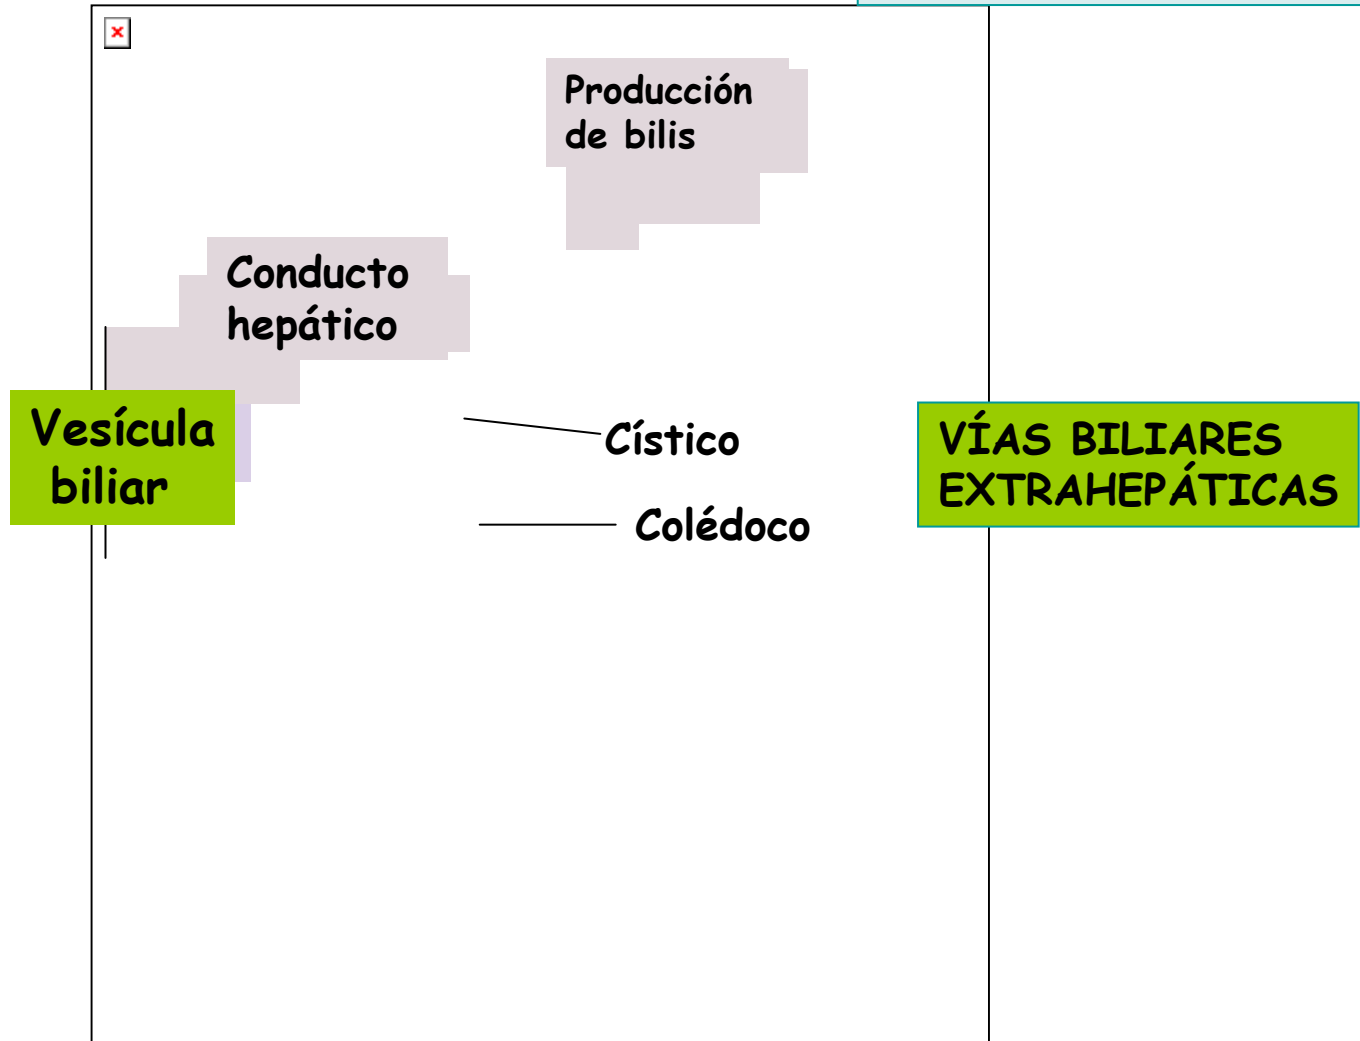 Producción
de bilis
Conducto
hepático
Vesícula
biliar
Cístico
Colédoco
VÍAS BILIARES
EXTRAHEPÁTICAS